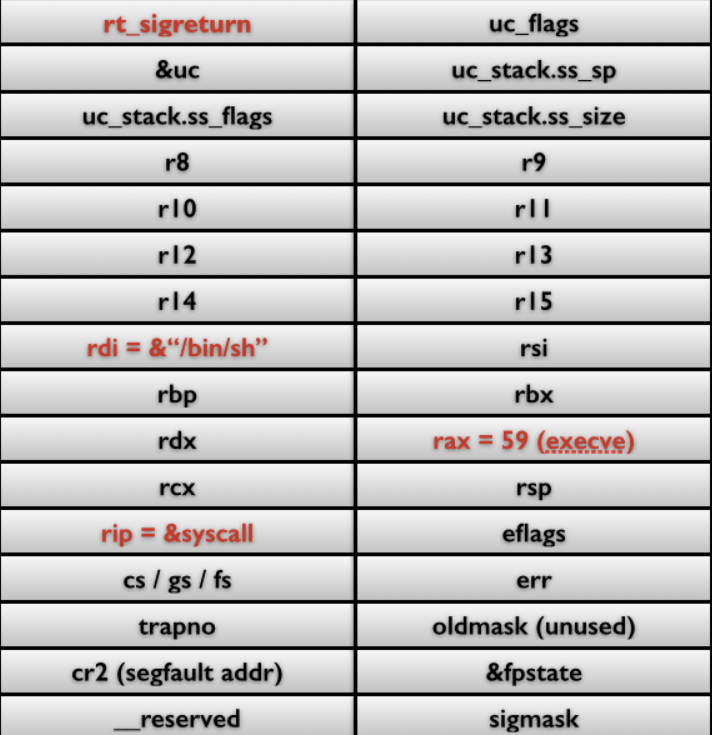 rt_sigreturn
uc_flags
&uc
uc_stack.ss_sp
uc_stack.ss_flags
uc_stack.ss_size
r8
r9
r10
r11
r12
r13
r14
r15
rdi = &“/bin/sh”
rsi
rbp
rbx
rdx
rax = 59 (execve)
rcx
rsp
rip = &syscall
eflags
cs / gs / fs
err
trapno
oldmask (unused)
cr2 (segfault addr)
&fpstate
__reserved
sigmask